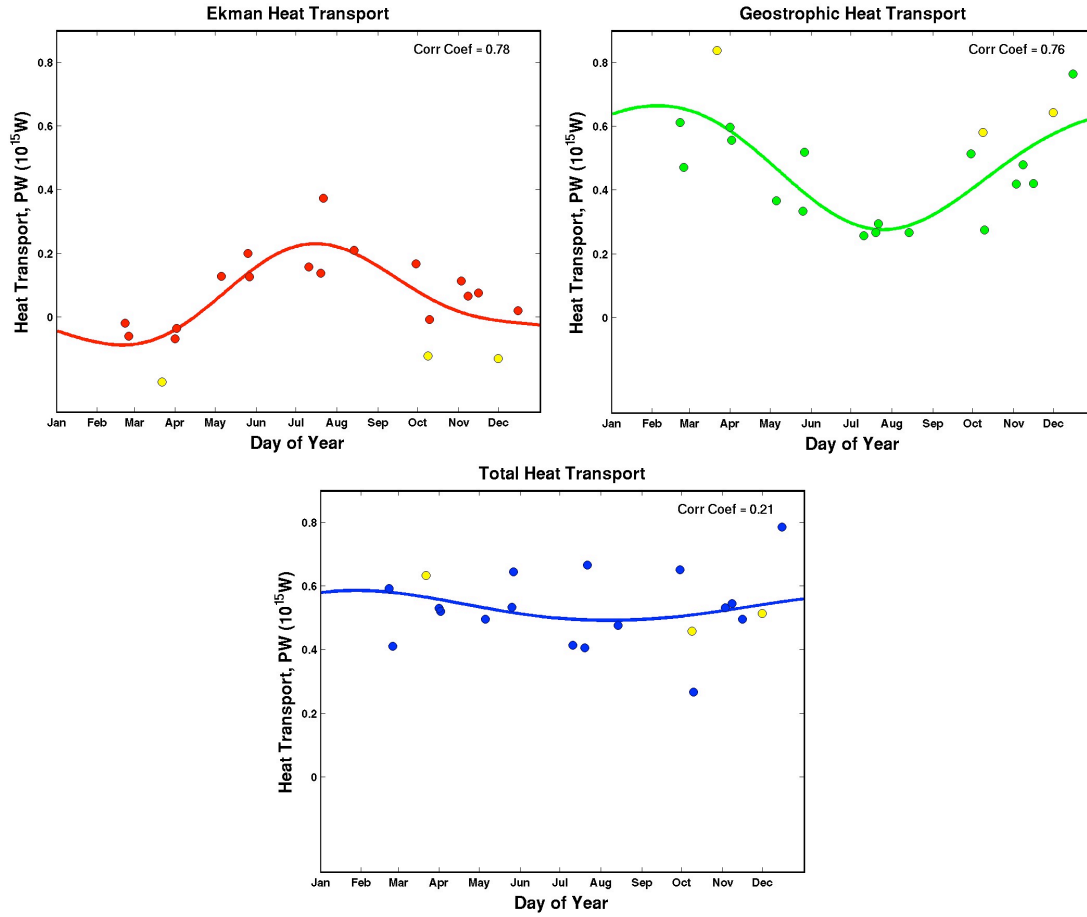 Ekman Heat Transport
Corr Coef = 0.78
Heat Transport, PW (10¹⁵W)
0.8
0.6
0.4
0.2
0
Jan Feb Mar Apr May Jun Jul Aug Sep Oct Nov Dec
Day of Year
Geostrophic Heat Transport
Corr Coef = 0.76
Heat Transport, PW (10¹⁵W)
0.8
0.6
0.4
0.2
0
Jan Feb Mar Apr May Jun Jul Aug Sep Oct Nov Dec
Day of Year
Total Heat Transport
Corr Coef = 0.21
Heat Transport, PW (10¹⁵W)
0.8
0.6
0.4
0.2
0
Jan Feb Mar Apr May Jun Jul Aug Sep Oct Nov Dec
Day of Year